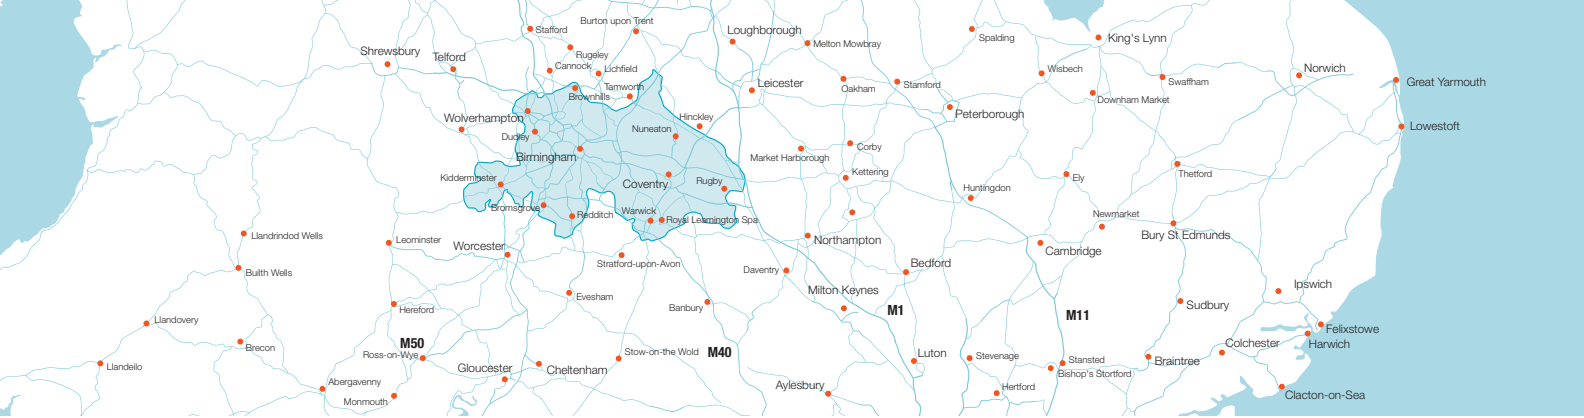 Burton upon Trent
Stafford
Loughborough
Spalding
King's Lynn
Melton Mowbray
Shrewsbury
Telford
Rugeley
Cannock
Lichfield
Wisbech
Norwich
Leicester
Oakham
Stamford
Swaffham
Great Yarmouth
Tamworth
Brownhills
Downham Market
Peterborough
Wolverhampton
Hinckley
Nuneaton
Lowestoft
Dudley
Birmingham
Market Harborough
Corby
Kettering
Thetford
Ely
Kidderminster
Coventry
Rugby
Huntingdon
Bromsgrove
Redditch
Warwick
Royal Leamington Spa
Newmarket
Llandrindod Wells
Leominster
Worcester
Northampton
Bury St Edmunds
Cambridge
Stratford-upon-Avon
Daventry
Bedford
Builth Wells
Milton Keynes
Ipswich
Evesham
Banbury
M1
Sudbury
Hereford
M11
Llandovery
Felixstowe
Harwich
M50
Brecon
Ross-on-Wye
Stow-on-the Wold
M40
Luton
Stevenage
Stansted
Braintree
Colchester
Llandeilo
Gloucester
Cheltenham
Bishop's Stortford
Abergavenny
Monmouth
Aylesbury
Hertford
Clacton-on-Sea